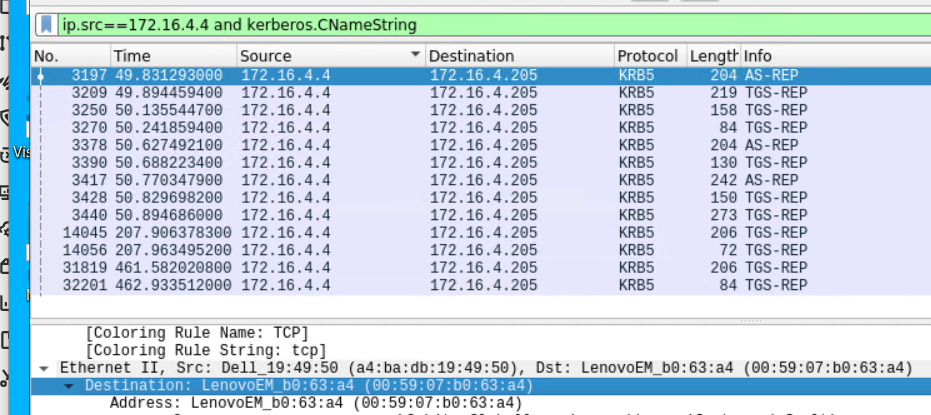 ip.src==172.16.4.4 and kerberos.CNameString
No. Time Source Destination Protocol Length Info
3197 49.831293000 172.16.4.4 172.16.4.205 KRB5 204 AS-REP
3209 49.894459400 172.16.4.4 172.16.4.205 KRB5 219 TGS-REP
3250 50.135544700 172.16.4.4 172.16.4.205 KRB5 158 TGS-REP
3270 50.241859400 172.16.4.4 172.16.4.205 KRB5 84 TGS-REP
3378 50.627492100 172.16.4.4 172.16.4.205 KRB5 204 AS-REP
Vis
3390 50.688223400 172.16.4.4 172.16.4.205 KRB5 130 TGS-REP
3417 50.770347900 172.16.4.4 172.16.4.205 KRB5 242 AS-REP
3428 50.829698200 172.16.4.4 172.16.4.205 KRB5 150 TGS-REP
3440 50.894686000 172.16.4.4 172.16.4.205 KRB5 273 TGS-REP
14045 207.906378300 172.16.4.4 172.16.4.205 KRB5 206 TGS-REP
14056 207.963495200 172.16.4.4 172.16.4.205 KRB5 72 TGS-REP
31819 461.582020800 172.16.4.4 172.16.4.205 KRB5 206 TGS-REP
32201 462.933512000 172.16.4.4 172.16.4.205 KRB5 84 TGS-REP
[Coloring Rule Name: TCP]
[Coloring Rule String: tcp]
Ethernet II, Src: Dell_19:49:50 (a4:ba:db:19:49:50), Dst: LenovoEM_b0:63:a4 (00:59:07:b0:63:a4)
Destination: LenovoEM_b0:63:a4 (00:59:07:b0:63:a4)
Address: LenovoEM_b0:63:a4 (00:59:07:b0:63:a4)